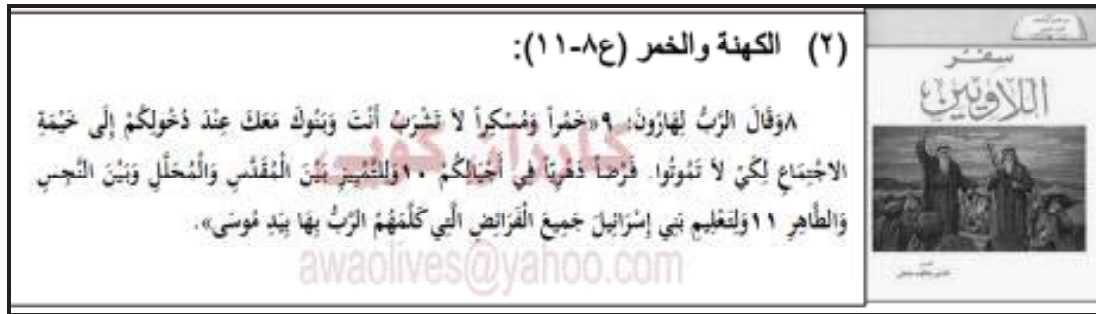 (٢) الكهنة والخمر (ع٨-١١):
٨وَقَالَ الرَّبُّ لِهَارُونَ: ٩«خَمْراً وَمُسْكِراً لاَ تَشْرَبْ أَنْتَ وَبَنُوكَ مَعَكَ عِنْدَ دُخُولِكُمْ إِلَى خَيْمَةِ
الاِجْتِمَاعِ لِكَيْ لاَ تَمُوتُوا. فَرْضاً دَهْرِيّاً فِي أَجْيَالِكُمْ ١٠وَلِلتَّمْيِيزِ بَيْنَ الْمُقَدَّسِ وَالْمُحَلَّلِ وَبَيْنَ النَّجِسِ
وَالطَّاهِرِ ١١وَلِتَعْلِيمِ بَنِي إِسْرَائِيلَ جَمِيعَ الْفَرَائِضِ الَّتِي كَلَّمَهُمُ الرَّبُّ بِهَا بِيَدِ مُوسَى».
awaolives@yahoo.com
سفر
اللاويين